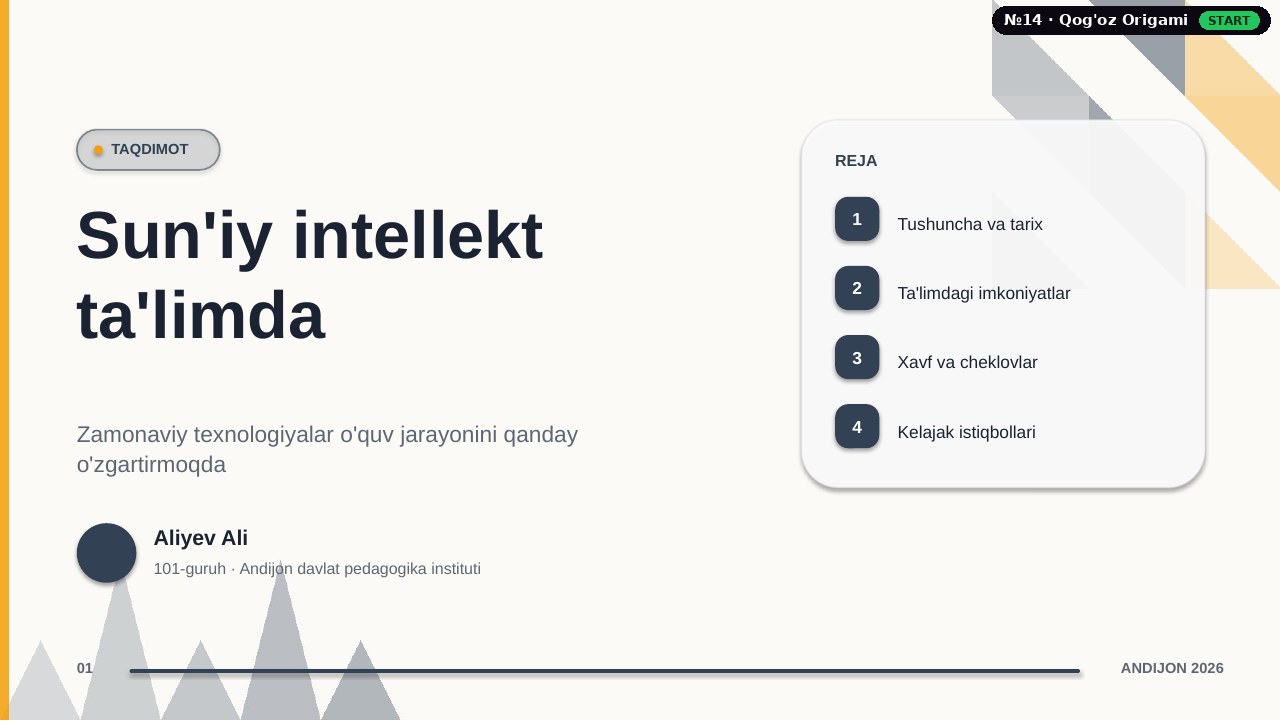 №14 · Qog'oz Origami START
TAQDIMOT
Sun'iy intellekt
ta'limda
Zamonaviy texnologiyalar o'quv jarayonini qanday
o'zgartirmoqda
Aliyev Ali
101-guruh · Andijon davlat pedagogika instituti
REJA
1 Tushuncha va tarix
2 Ta'limdagi imkoniyatlar
3 Xavf va cheklovlar
4 Kelajak istiqbollari
01
ANDIJON 2026